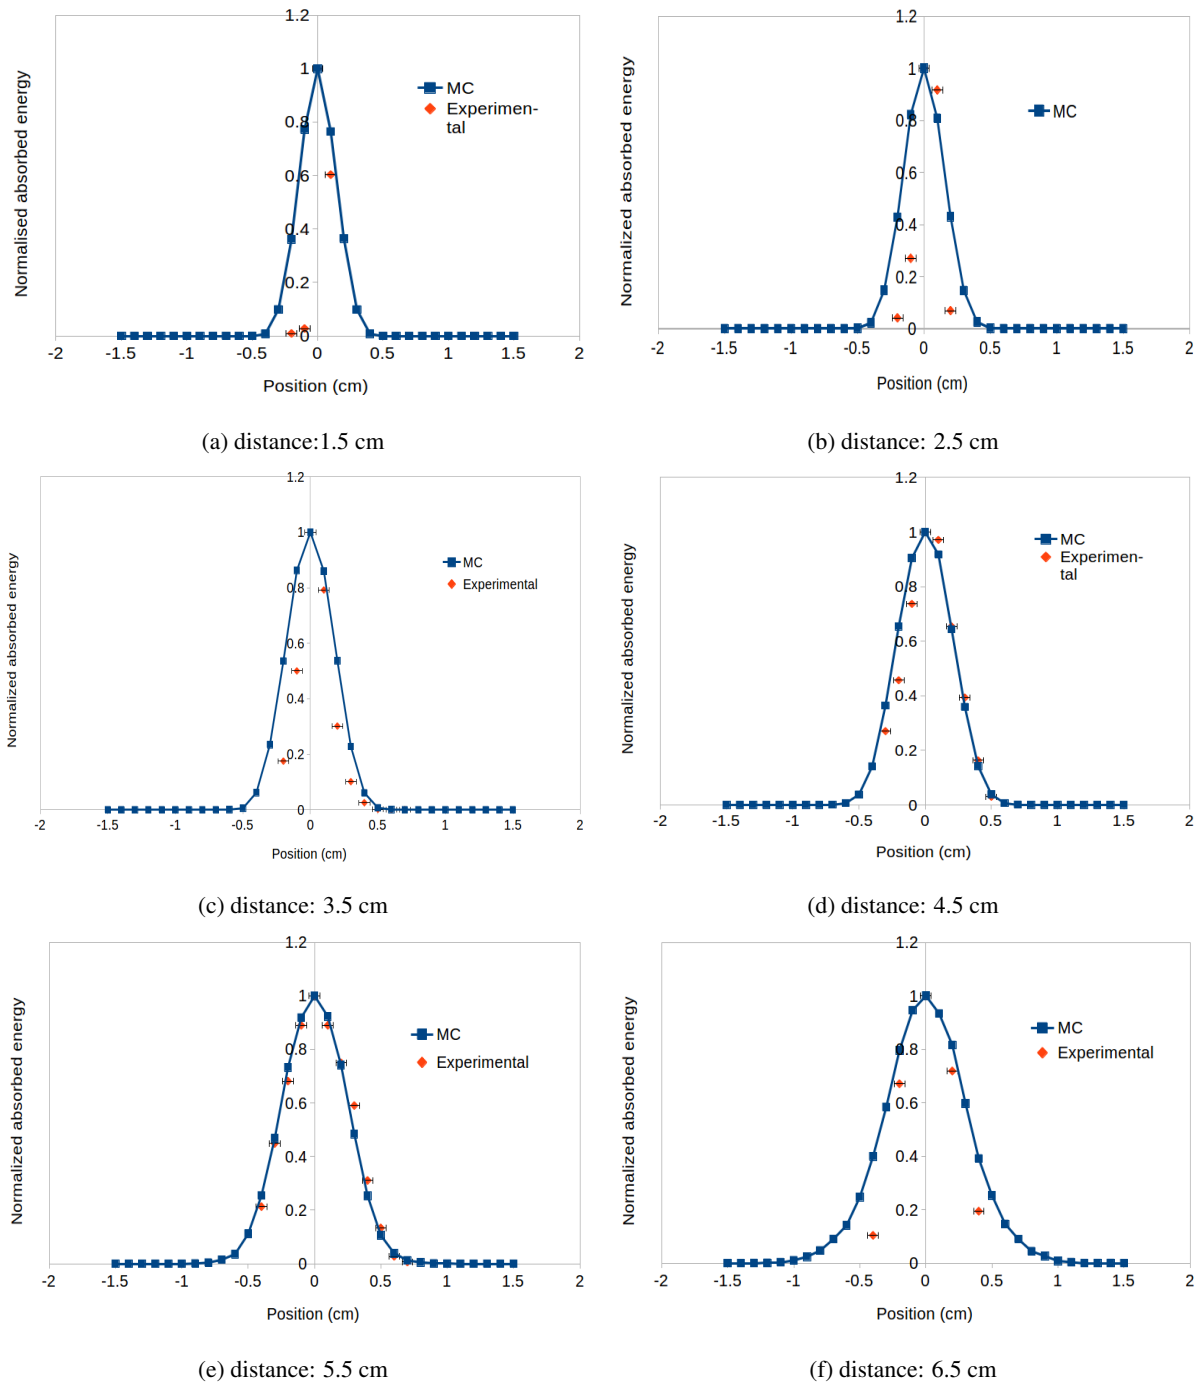 1.2
1
0.8
0.6
0.4
0.2
0
-2 -1.5 -1 -0.5 0 0.5 1 1.5 2
Normalised absorbed energy
Position (cm)
MC
Experimen-
tal
(a) distance:1.5 cm
1.2
1
0.8
0.6
0.4
0.2
0
-2 -1.5 -1 -0.5 0 0.5 1 1.5 2
Normalized absorbed energy
Position (cm)
MC
(b) distance: 2.5 cm
1.2
1
0.8
0.6
0.4
0.2
0
-2 -1.5 -1 -0.5 0 0.5 1 1.5 2
Normalized absorbed energy
Position (cm)
MC
Experimental
(c) distance: 3.5 cm
1.2
1
0.8
0.6
0.4
0.2
0
-2 -1.5 -1 -0.5 0 0.5 1 1.5 2
Normalized absorbed energy
Position (cm)
MC
Experimen-
tal
(d) distance: 4.5 cm
1.2
1
0.8
0.6
0.4
0.2
0
-2 -1.5 -1 -0.5 0 0.5 1 1.5 2
Normalized absorbed energy
Position (cm)
MC
Experimental
(e) distance: 5.5 cm
1.2
1
0.8
0.6
0.4
0.2
0
-2 -1.5 -1 -0.5 0 0.5 1 1.5 2
Normalized absorbed energy
Position (cm)
MC
Experimental
(f) distance: 6.5 cm